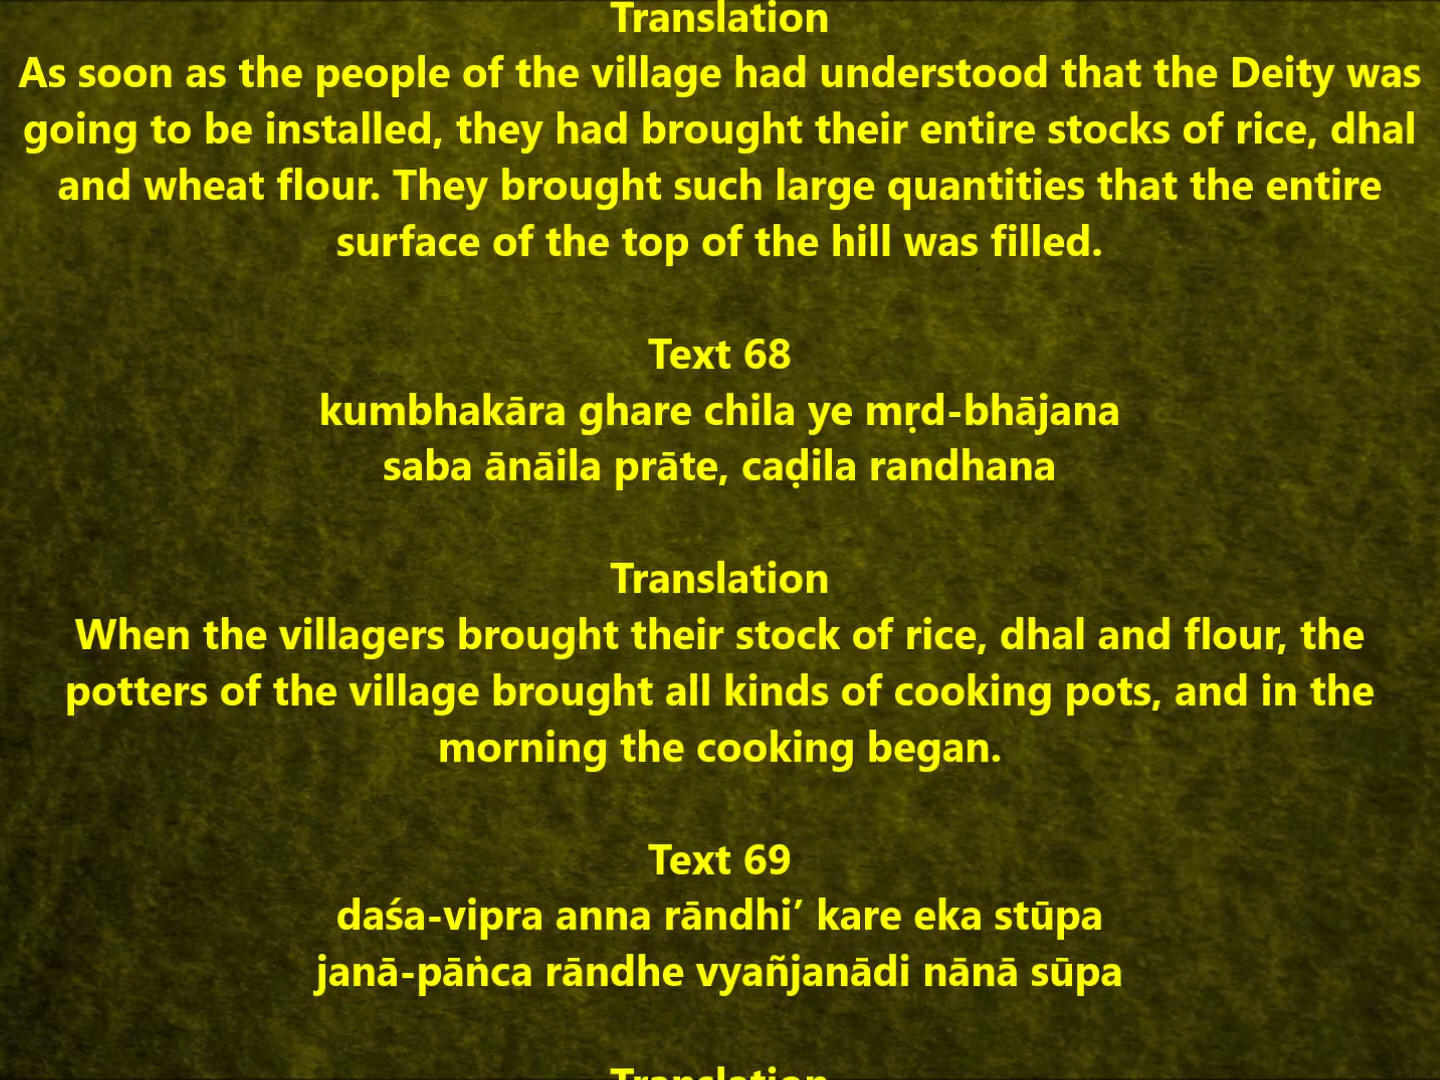 Translation
As soon as the people of the village had understood that the Deity was
going to be installed, they had brought their entire stocks of rice, dhal
and wheat flour. They brought such large quantities that the entire
surface of the top of the hill was filled.
Text 68
kumbhakāra ghare chila ye mṛd-bhājana
saba ānāila prāte, caḍila randhana
Translation
When the villagers brought their stock of rice, dhal and flour, the
potters of the village brought all kinds of cooking pots, and in the
morning the cooking began.
Text 69
daśa-vipra anna rāndhi’ kare eka stūpa
janā-pāṅca rāndhe vyañjanādi nānā sūpa
Translation